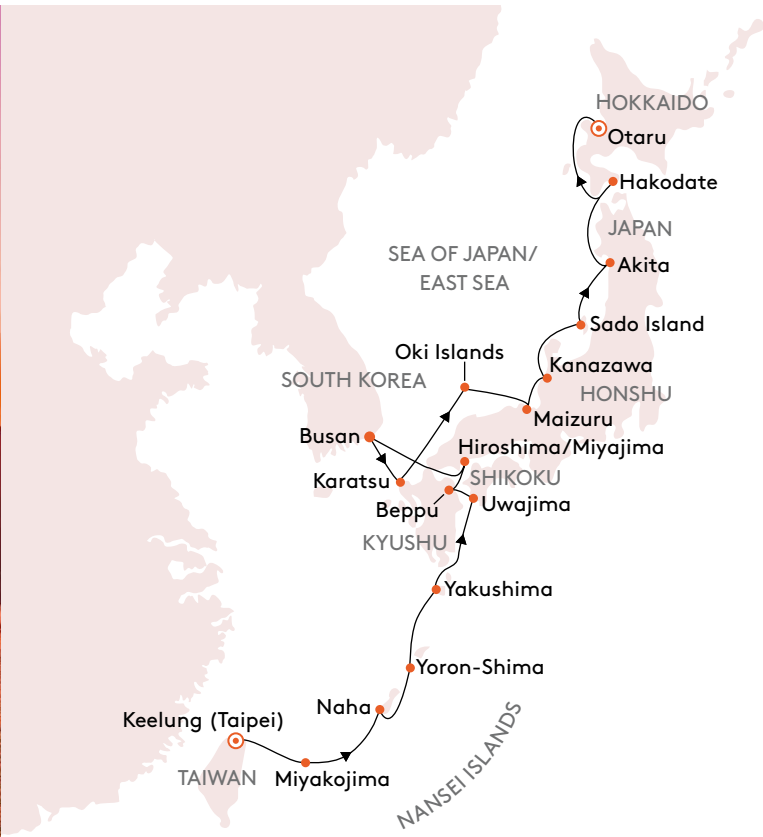 HOKKAIDO
Otaru
Hakodate
JAPAN
SEA OF JAPAN/
EAST SEA
Akita
Sado Island
Oki Islands
Kanazawa
SOUTH KOREA
HONSHU
Maizuru
Busan
Hiroshima/Miyajima
Karatsu
SHIKOKU
Beppu
Uwajima
KYUSHU
Yakushima
Yoron-Shima
Naha
Keelung (Taipei)
NANSEI ISLANDS
TAIWAN
Miyakojima